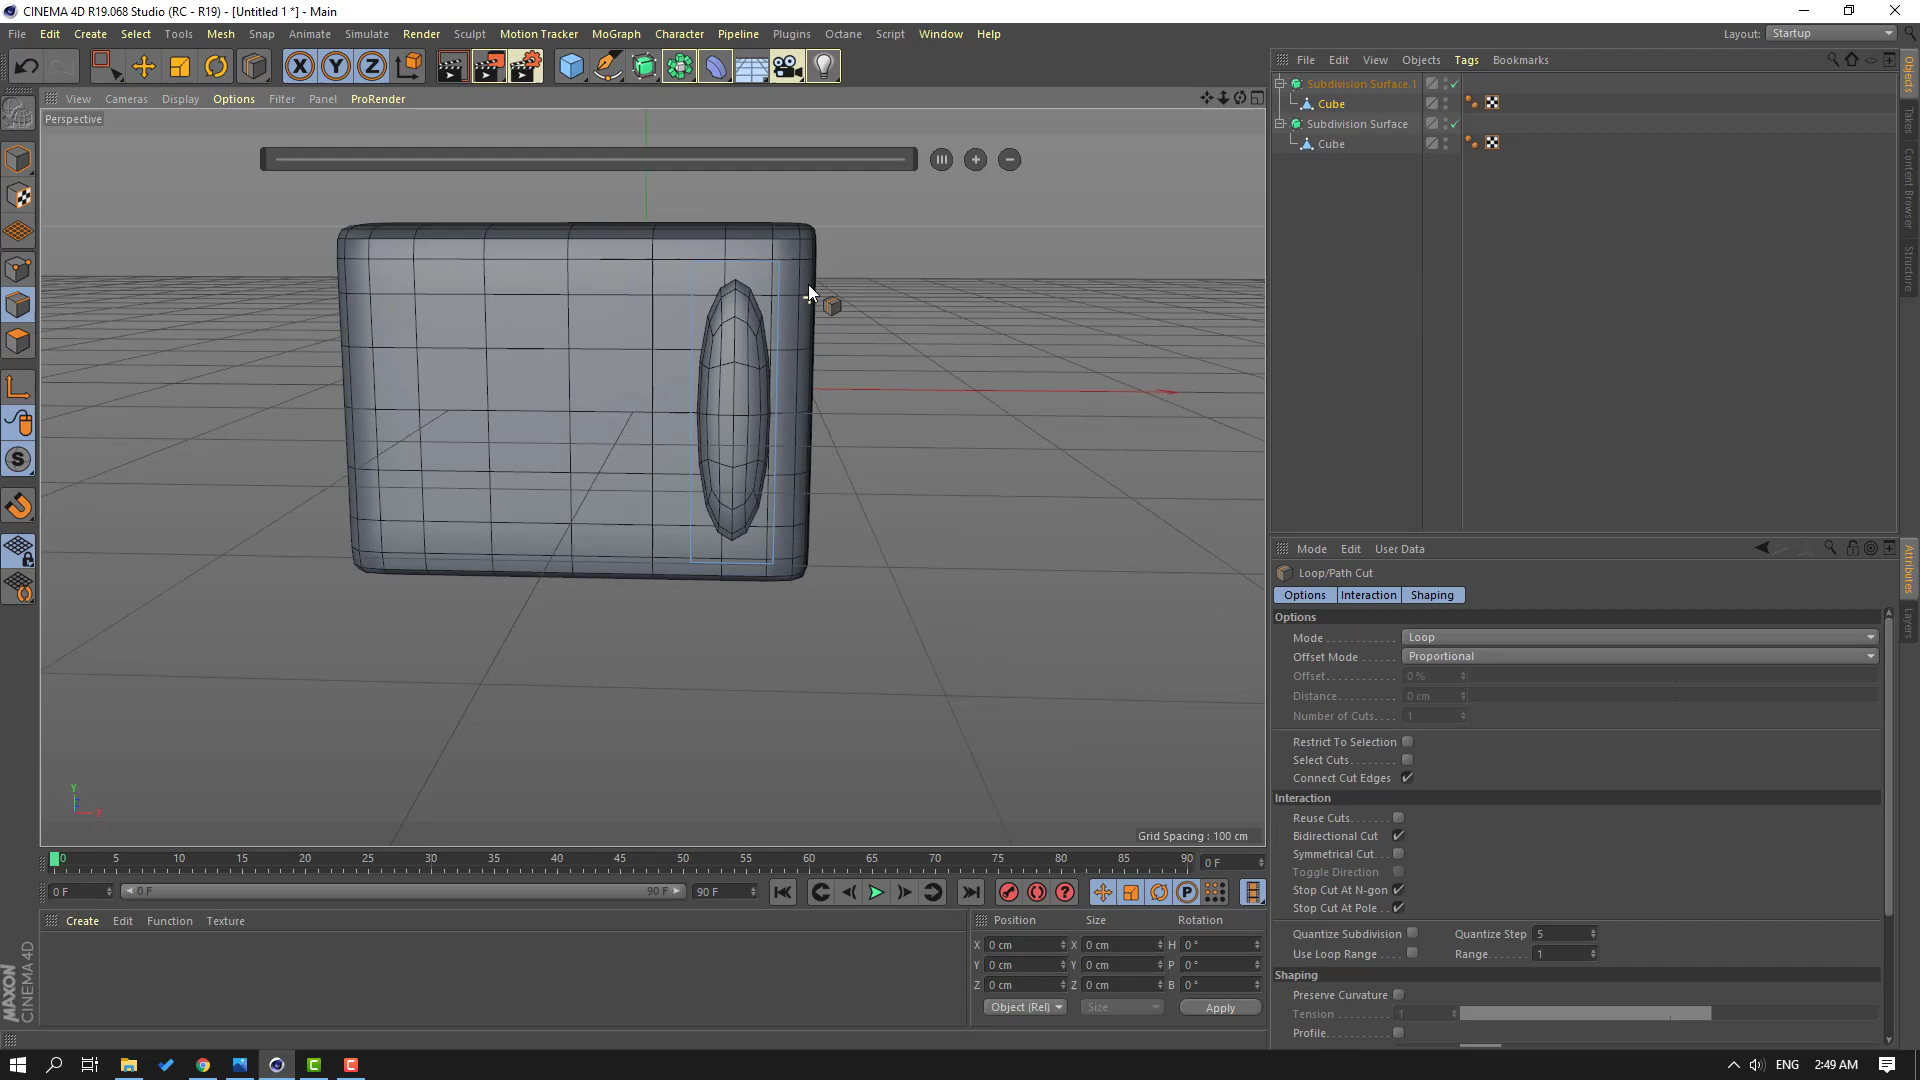 CINEMA 4D R19.068 Studio (RC - R19) - [Untitled 1 *] - Main
File Edit Create Select Tools Mesh Snap Animate Simulate Render Sculpt Motion Tracker MoGraph Character Pipeline Plugins Octane Script Window Help Layout: Startup
X Y Z
File Edit View Objects Tags Bookmarks
View Cameras Display Options Filter Panel ProRender
Perspective
Subdivision Surface.1
Cube
Subdivision Surface
Cube
Objects
Takes
Content Browser
Structure
Mode Edit User Data
Loop/Path Cut
Options Interaction Shaping
Options
Mode . . . . . . . . . . . Loop
Offset Mode . . . . . . Proportional
Offset. . . . . . . . . . . . 0 %
Distance. . . . . . . . . . 0 cm
Number of Cuts. . . . 1
Restrict To Selection
Select Cuts. . . . . . . .
Connect Cut Edges
Interaction
Reuse Cuts. . . . . . .
Bidirectional Cut
Symmetrical Cut. . .
Toggle Direction
Stop Cut At N-gon
Stop Cut At Pole . .
Quantize Subdivision Quantize Step 5
Use Loop Range . . . . Range. . . . . . . 1
Shaping
Preserve Curvature
Tension . . . . . . . . . . 1
Profile. . . . . . . . . . .
Attributes
Layers
Y
Z
X
Grid Spacing : 100 cm
0 5 10 15 20 25 30 35 40 45 50 55 60 65 70 75 80 85 90 0 F
0 F 0 F 90 F 90 F
Create Edit Function Texture
Position Size Rotation
X 0 cm X 0 cm H 0 °
Y 0 cm Y 0 cm P 0 °
Z 0 cm Z 0 cm B 0 °
Object (Rel) Size Apply
MAXON
CINEMA 4D
ENG 2:49 AM